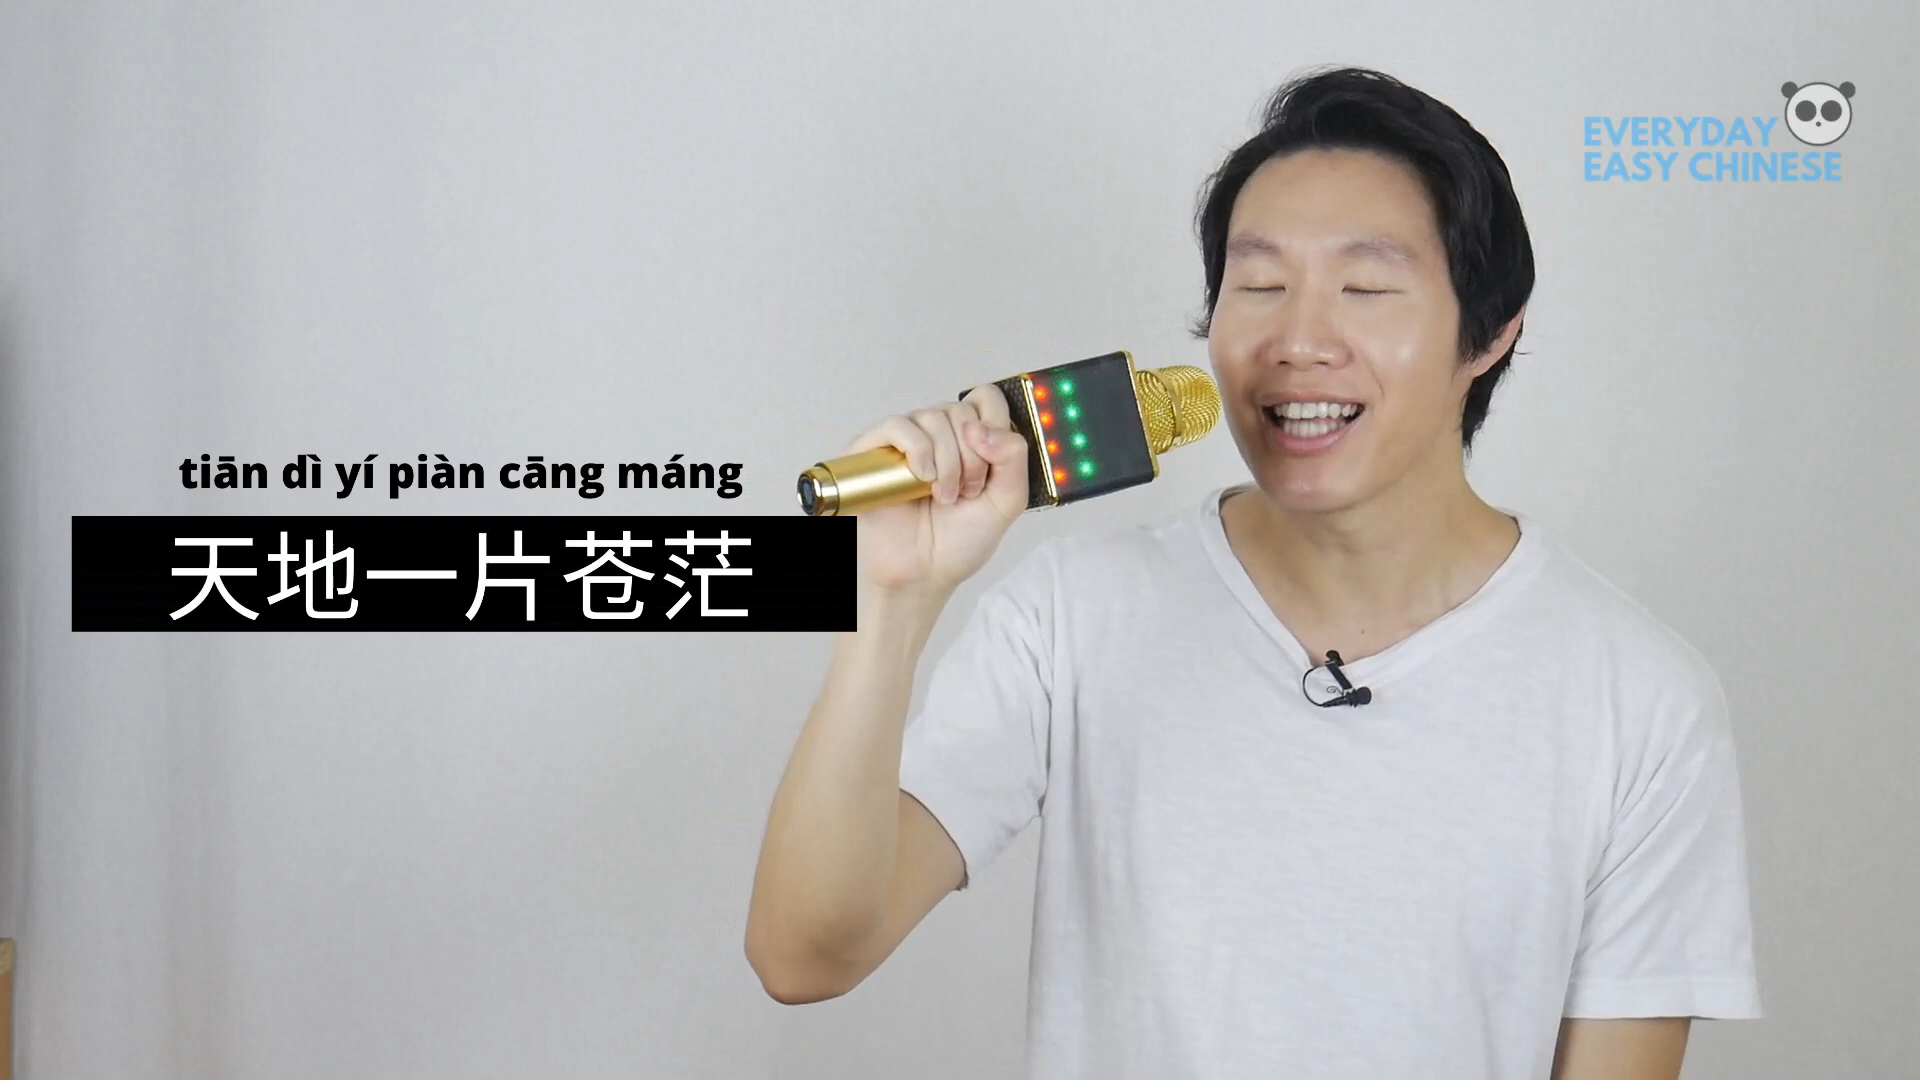 EVERYDAY
EASY CHINESE
tiān dì yí piàn cāng máng
天地一片苍茫